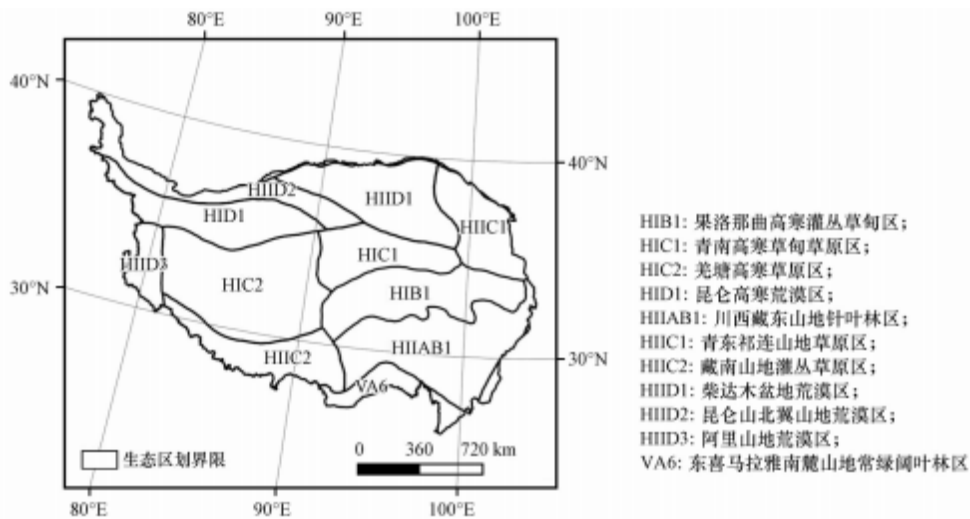 80°E 90°E 100°E
40°N
40°N
HIID2
HIID1
HID1
HIIC1
HIID3
HIC1
HIC2
HIB1
30°N
HIIAB1
30°N
HIIC2
VA6
0 360 720 km
生态区划界限
80°E 90°E 100°E
HIB1: 果洛那曲高寒灌丛草甸区;
HIC1: 青南高寒草甸草原区;
HIC2: 羌塘高寒草原区;
HID1: 昆仑高寒荒漠区;
HIIAB1: 川西藏东山地针叶林区;
HIIC1: 青东祁连山地草原区;
HIIC2: 藏南山地灌丛草原区;
HIID1: 柴达木盆地荒漠区;
HIID2: 昆仑山北翼山地荒漠区;
HIID3: 阿里山地荒漠区;
VA6: 东喜马拉雅南麓山地常绿阔叶林区